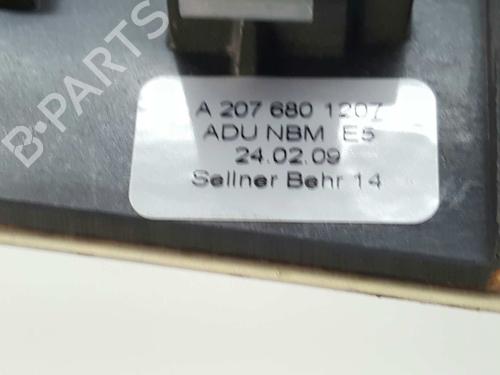 B-PARTS
A 207 680 1207
ADU NBM E5
24.02.09
Sellner Behr 14